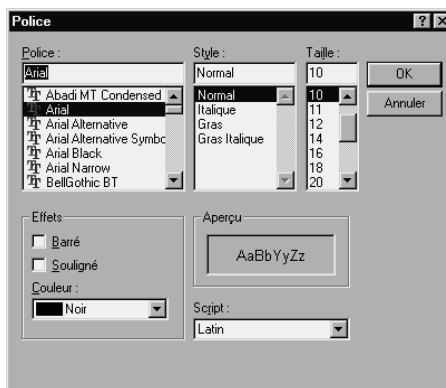 Police
Police : Style : Taille :
Arial Normal 10 OK
Abadi MT Condensed Normal 10 Annuler
Arial Italique 11
Arial Alternative Gras 12
Arial Alternative Symbo Gras Italique 14
Arial Black 16
Arial Narrow 18
BellGothic BT 20
Effets Aperçu
Barré
Souligné AaBbYyZz
Couleur :
Noir Script :
Latin